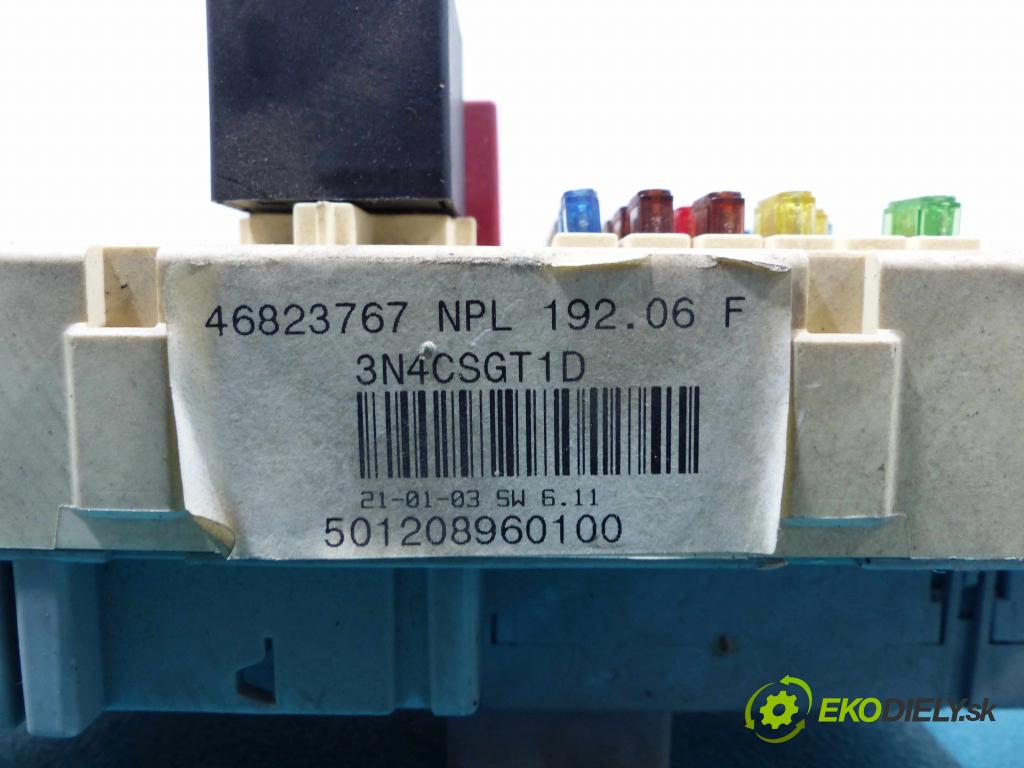 46823767 NPL 192.06 F
3N4CSGT1D
21-01-03 SW 6.11
501208960100
EKODIELY.sk